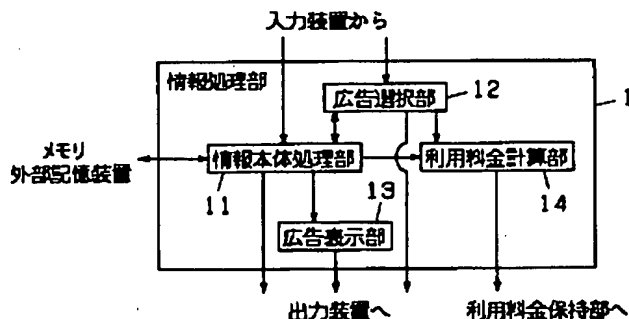 入力装置から
情報処理部
広告選択部
12
1
メモリ
外部記憶装置
情報本体処理部
利用料金計算部
11
13
14
広告表示部
出力装置へ
利用料金保持部へ